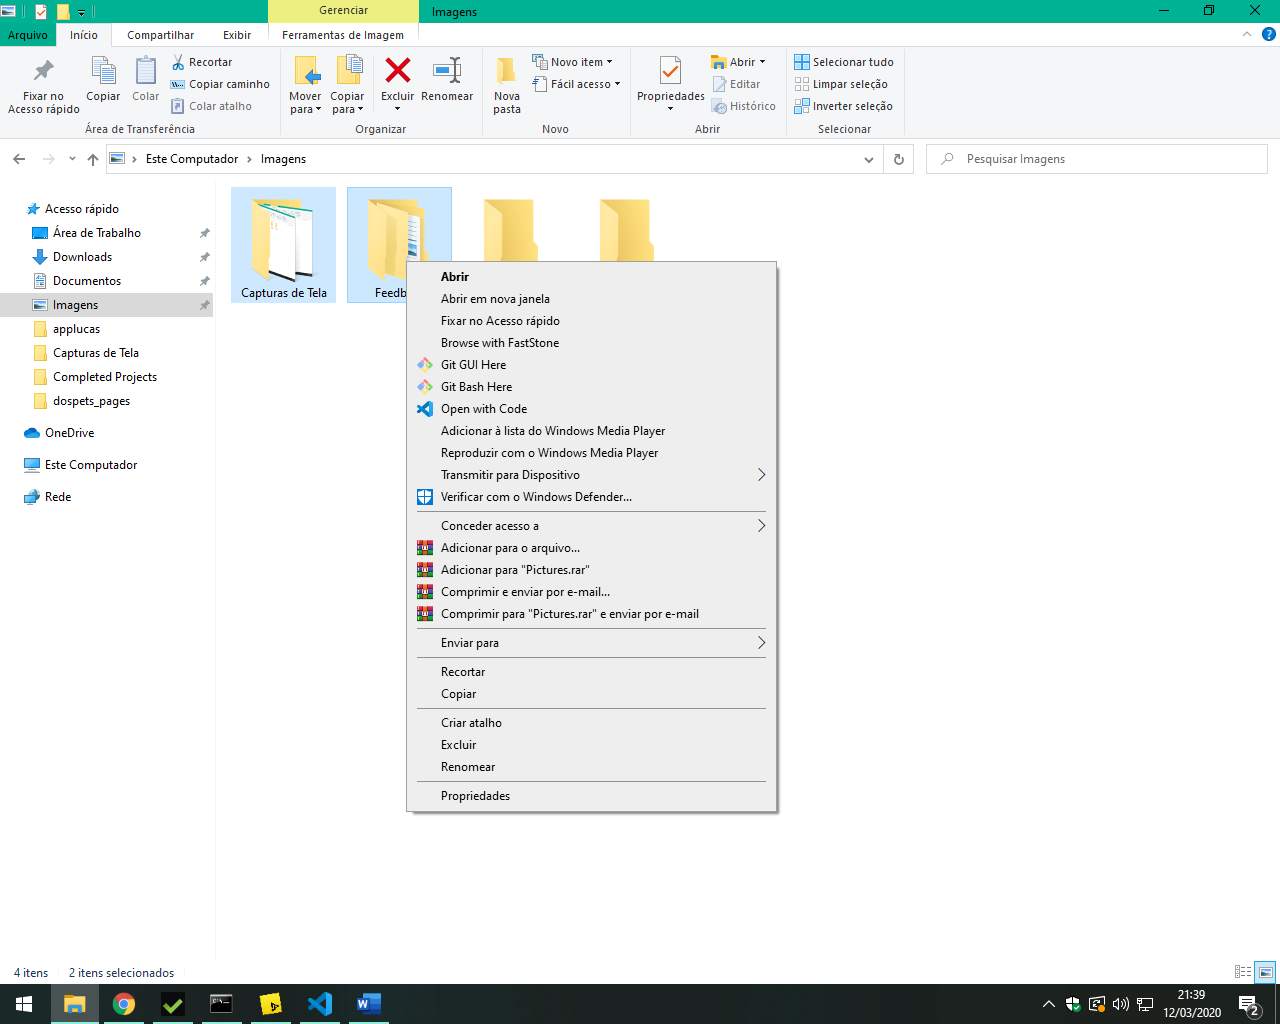 Gerenciar
Imagens
Arquivo
Início
Compartilhar
Exibir
Ferramentas de Imagem
Fixar no
Acesso rápido
Copiar
Colar
Recortar
Copiar caminho
Colar atalho
Área de Transferência
Mover
para
Copiar
para
Excluir
Renomear
Organizar
Nova
pasta
Novo item
Fácil acesso
Novo
Propriedades
Abrir
Editar
Histórico
Abrir
Selecionar tudo
Limpar seleção
Inverter seleção
Selecionar
Este Computador
Imagens
Pesquisar Imagens
Acesso rápido
Área de Trabalho
Downloads
Documentos
Imagens
applucas
Capturas de Tela
Completed Projects
dospets_pages
OneDrive
Este Computador
Rede
Capturas de Tela
Abrir
Abrir em nova janela
Fixar no Acesso rápido
Browse with FastStone
Git GUI Here
Git Bash Here
Open with Code
Adicionar à lista do Windows Media Player
Reproduzir com o Windows Media Player
Transmitir para Dispositivo
Verificar com o Windows Defender...
Conceder acesso a
Adicionar para o arquivo...
Adicionar para "Pictures.rar"
Comprimir e enviar por e-mail...
Comprimir para "Pictures.rar" e enviar por e-mail
Enviar para
Recortar
Copiar
Criar atalho
Excluir
Renomear
Propriedades
4 itens
2 itens selecionados
21:39
12/03/2020
2